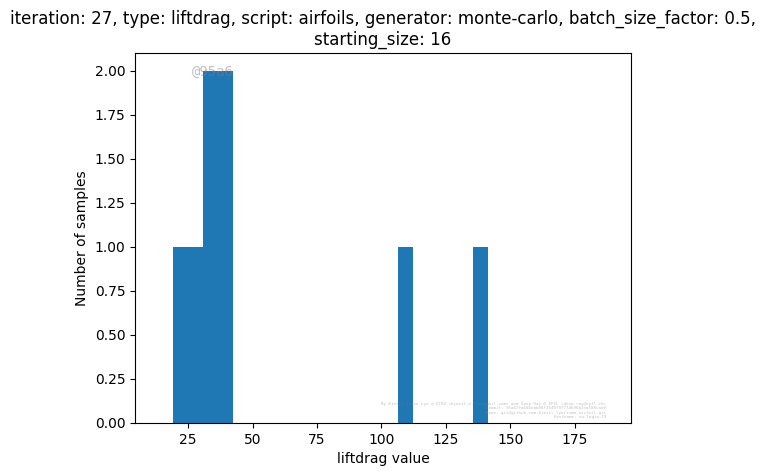 iteration: 27, type: liftdrag, script: airfoils, generator: monte-carlo, batch_size_factor: 0.5,
starting_size: 16
@95a6
2.00
1.75
1.50
1.25
1.00
0.75
0.50
0.25
0.00
Number of samples
25 50 75 100 125 150 175
liftdrag value